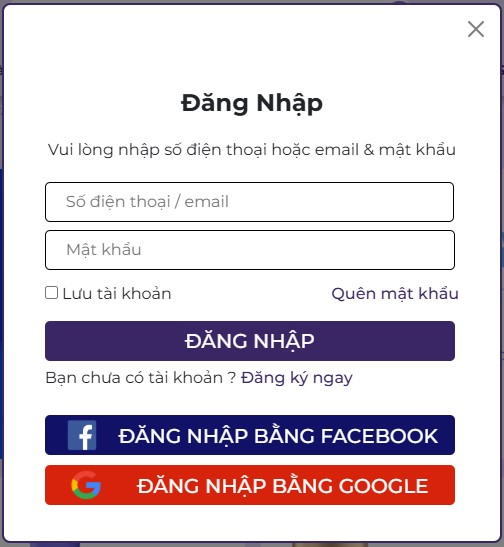 Đăng Nhập
Vui lòng nhập số điện thoại hoặc email & mật khẩu
Số điện thoại / email
Mật khẩu
Lưu tài khoản Quên mật khẩu
ĐĂNG NHẬP
Bạn chưa có tài khoản ? Đăng ký ngay
ĐĂNG NHẬP BẰNG FACEBOOK
ĐĂNG NHẬP BẰNG GOOGLE